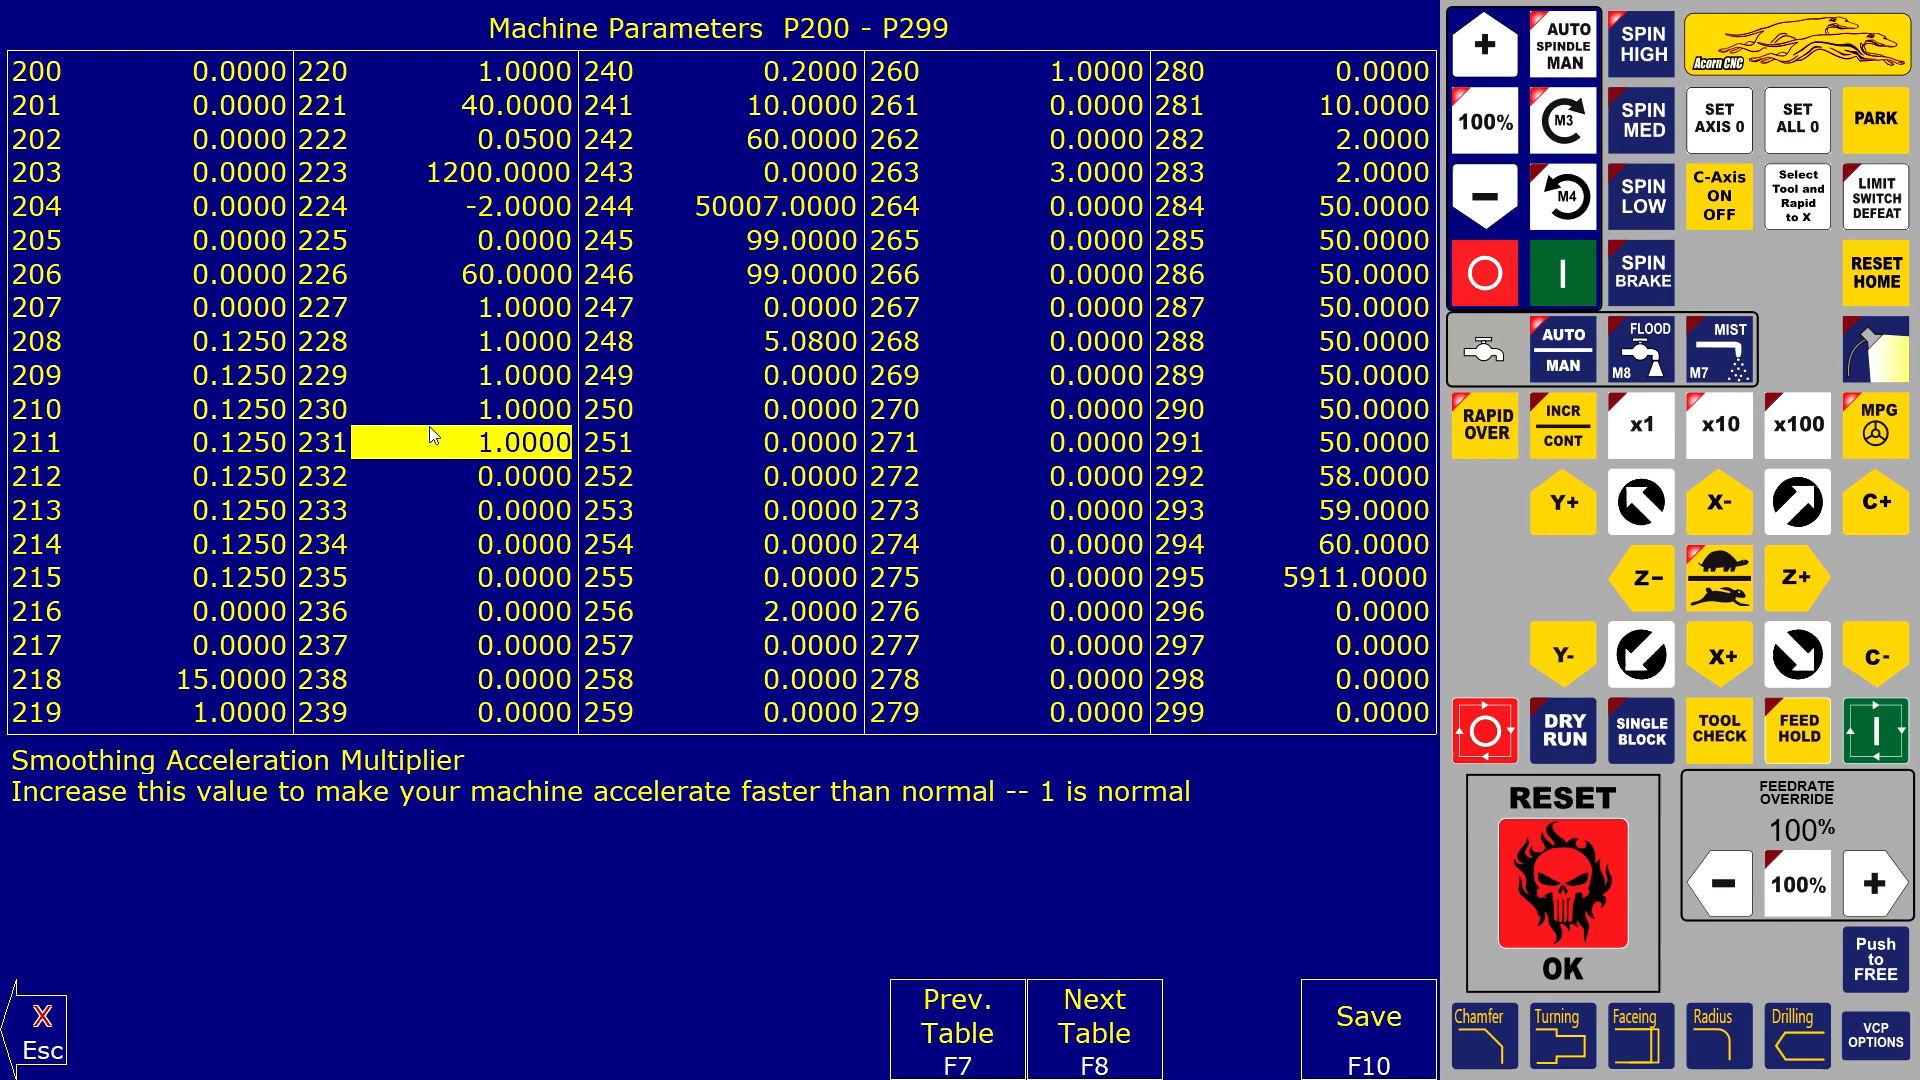 Machine Parameters  P200 - P299
200 0.0000 220 1.0000 240 0.2000 260 1.0000 280 0.0000
201 0.0000 221 40.0000 241 10.0000 261 0.0000 281 10.0000
202 0.0000 222 0.0500 242 60.0000 262 0.0000 282 2.0000
203 0.0000 223 1200.0000 243 0.0000 263 3.0000 283 2.0000
204 0.0000 224 -2.0000 244 50007.0000 264 0.0000 284 50.0000
205 0.0000 225 0.0000 245 99.0000 265 0.0000 285 50.0000
206 0.0000 226 60.0000 246 99.0000 266 0.0000 286 50.0000
207 0.0000 227 1.0000 247 0.0000 267 0.0000 287 50.0000
208 0.1250 228 1.0000 248 5.0800 268 0.0000 288 50.0000
209 0.1250 229 1.0000 249 0.0000 269 0.0000 289 50.0000
210 0.1250 230 1.0000 250 0.0000 270 0.0000 290 50.0000
211 0.1250 231 1.0000 251 0.0000 271 0.0000 291 50.0000
212 0.1250 232 0.0000 252 0.0000 272 0.0000 292 58.0000
213 0.1250 233 0.0000 253 0.0000 273 0.0000 293 59.0000
214 0.1250 234 0.0000 254 0.0000 274 0.0000 294 60.0000
215 0.1250 235 0.0000 255 0.0000 275 0.0000 295 5911.0000
216 0.0000 236 0.0000 256 2.0000 276 0.0000 296 0.0000
217 0.0000 237 0.0000 257 0.0000 277 0.0000 297 0.0000
218 15.0000 238 0.0000 258 0.0000 278 0.0000 298 0.0000
219 1.0000 239 0.0000 259 0.0000 279 0.0000 299 0.0000
Smoothing Acceleration Multiplier
Increase this value to make your machine accelerate faster than normal -- 1 is normal
X
Esc
Prev.
Table
F7
Next
Table
F8
Save
F10
+
AUTO
SPINDLE
MAN
SPIN
HIGH
Acorn CNC
100%
M3
SPIN
MED
SET
AXIS 0
SET
ALL 0
PARK
−
M4
SPIN
LOW
C-Axis
ON
OFF
Select
Tool and
Rapid
to X
LIMIT
SWITCH
DEFEAT
SPIN
BRAKE
RESET
HOME
AUTO
MAN
FLOOD
M8
MIST
M7
RAPID
OVER
INCR
CONT
x1
x10
x100
MPG
Y+
X-
C+
Z−
Z+
Y-
X+
C-
DRY
RUN
SINGLE
BLOCK
TOOL
CHECK
FEED
HOLD
RESET
OK
FEEDRATE
OVERRIDE
100%
−
100%
+
Push
to
FREE
Chamfer
Turning
Faceing
Radius
Drilling
VCP
OPTIONS